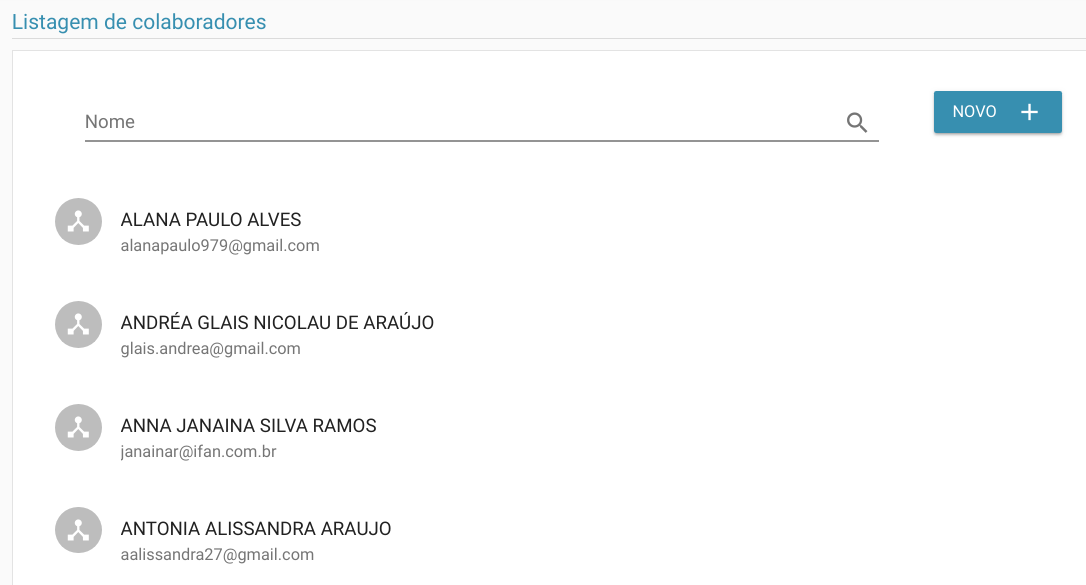 Listagem de colaboradores
Nome
NOVO
ALANA PAULO ALVES
alanapaulo979@gmail.com
ANDRÉA GLAIS NICOLAU DE ARAÚJO
glais.andrea@gmail.com
ANNA JANAINA SILVA RAMOS
janainar@ifan.com.br
ANTONIA ALISSANDRA ARAUJO
aalissandra27@gmail.com